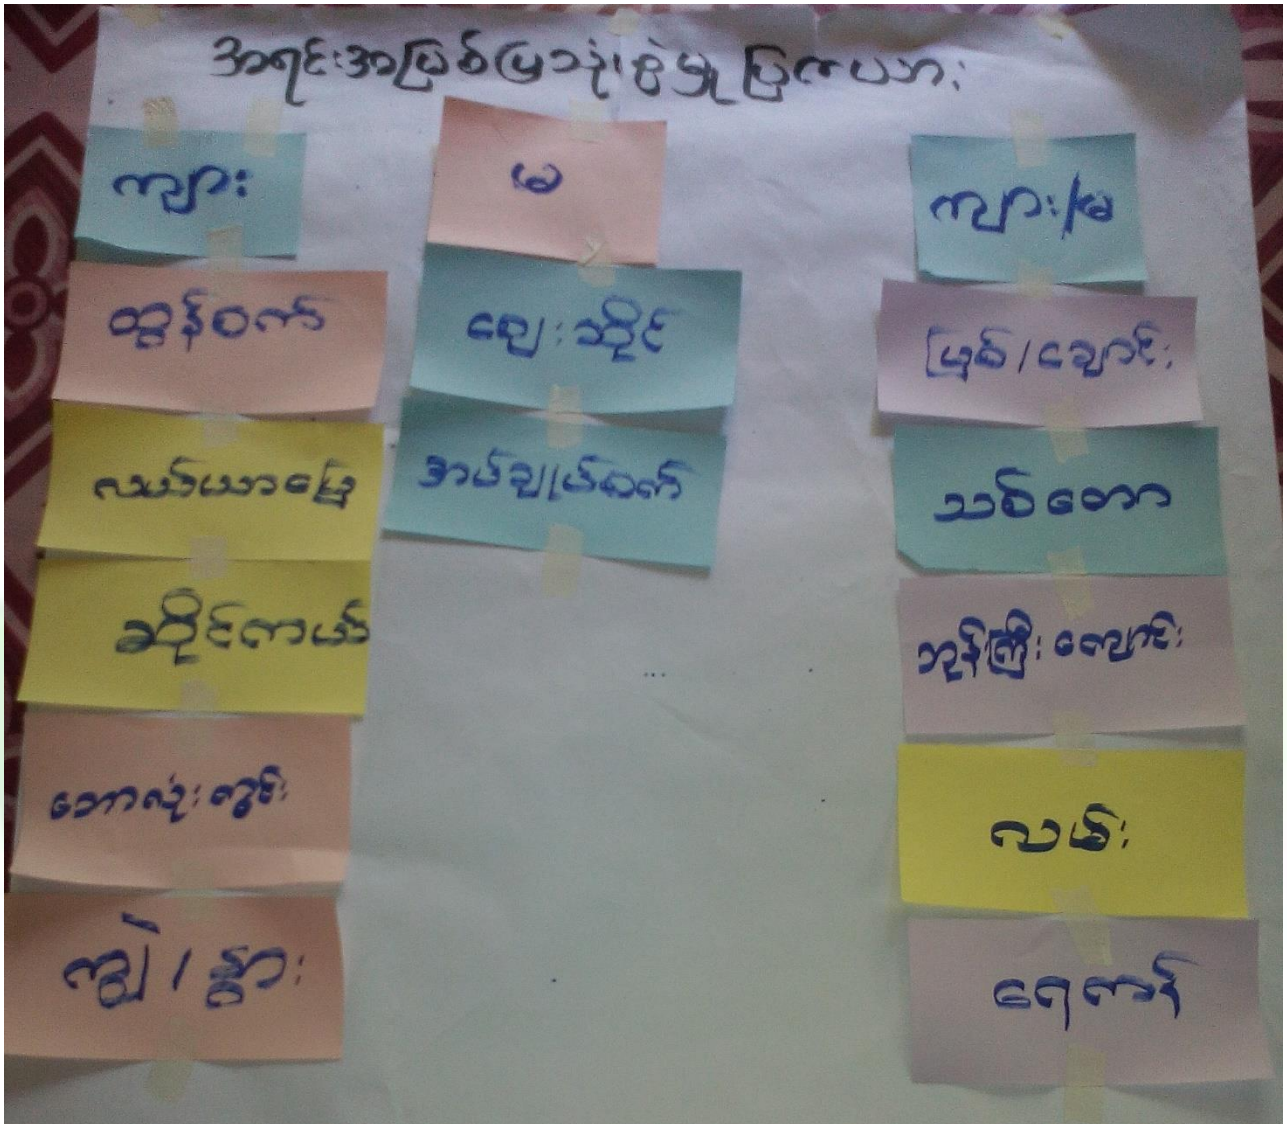 အရင်းအမြစ်မြသုံးစွဲမှု ပြဇယား
ကျား
ထွန်စက်
လယ်ယာမြေ
ဆိုင်ကယ်
ဘောလုံးကွင်း
ကျွဲ / နွား
မ
ဈေးဆိုင်
အပ်ချုပ်စက်
ကျား/မ
မြစ် / ချောင်း
သစ်တော
ဘုန်းကြီးကျောင်း
လမ်း
ရေကန်